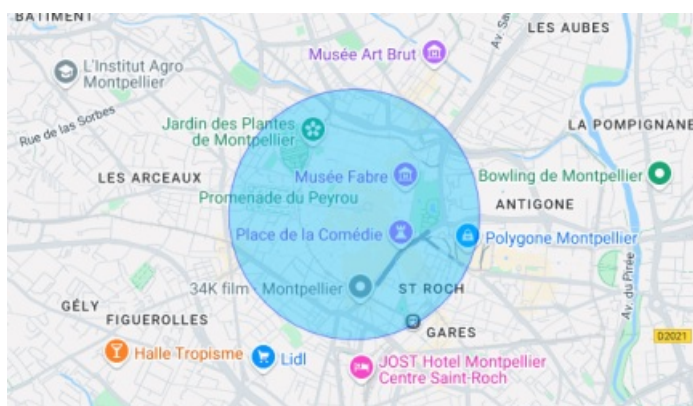 BATIMENT
LES AUBES
Av. Sa
Musée Art Brut
L'Institut Agro
Montpellier
Rue de las Sorbes
Jardin des Plantes
de Montpellier
LA POMPIGNANE
LES ARCEAUX
Musée Fabre
Bowling de Montpellier
Promenade du Peyrou
ANTIGONE
Place de la Comédie
Polygone Montpellier
34K film - Montpellier
ST ROCH
Av. du Pirée
GÉLY
FIGUEROLLES
GARES
D2021
Halle Tropisme
Lidl
JOST Hotel Montpellier
Centre Saint-Roch